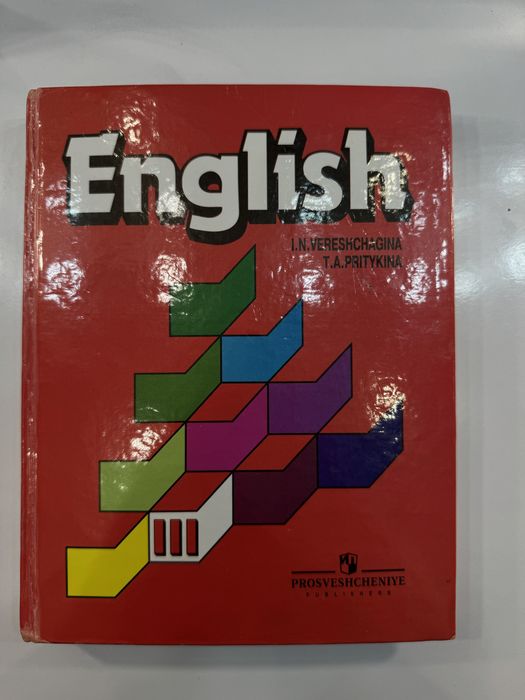 English
I.N.VERESHCHAGINA
T.A.PRITYKINA
III
PROSVESHCHENIYE
PUBLISHERS